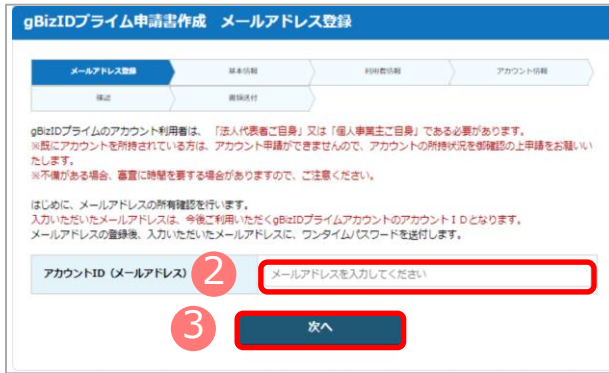 gBizIDプライム申請書作成　メールアドレス登録
メールアドレス登録
基本情報
利用者情報
アカウント情報
確認
書類送付
gBizIDプライムのアカウント利用者は、「法人代表者ご自身」又は「個人事業主ご自身」である必要があります。
※既にアカウントを所持されている方は、アカウント申請ができませんので、アカウントの所持状況を御確認の上申請をお願いい
たします。
※不備がある場合、審査に時間を要する場合がありますので、ご注意ください。
はじめに、メールアドレスの所有確認を行います。
入力いただいたメールアドレスは、今後ご利用いただくgBizIDプライムアカウントのアカウントＩＤとなります。
メールアドレスの登録後、入力いただいたメールアドレスに、ワンタイムパスワードを送付します。
アカウントID（メールアドレス）
2
メールアドレスを入力してください
3
次へ